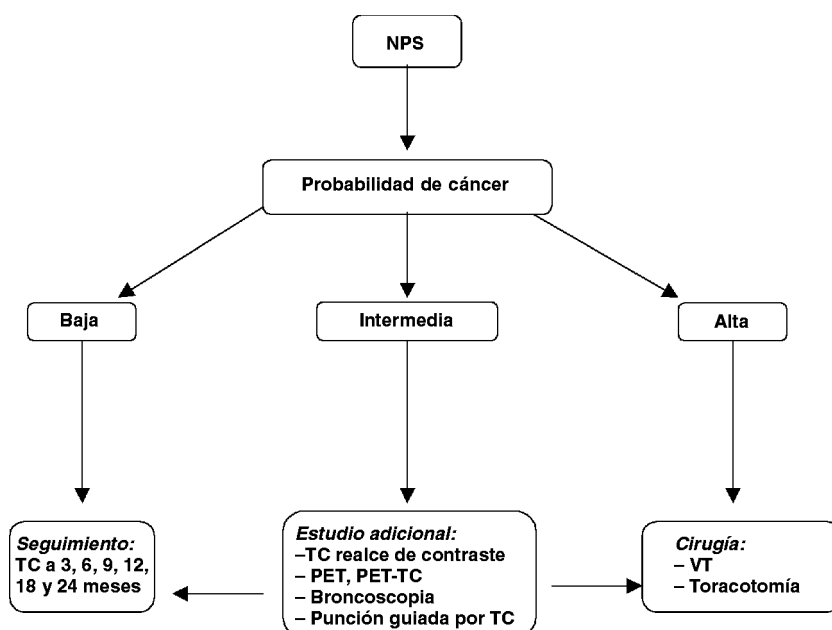 NPS
Probabilidad de cáncer
Baja
Intermedia
Alta
Seguimiento:
TC a 3, 6, 9, 12,
18 y 24 meses
Estudio adicional:
–TC realce de contraste
– PET, PET-TC
– Broncoscopia
– Punción guiada por TC
Cirugía:
– VT
– Toracotomía